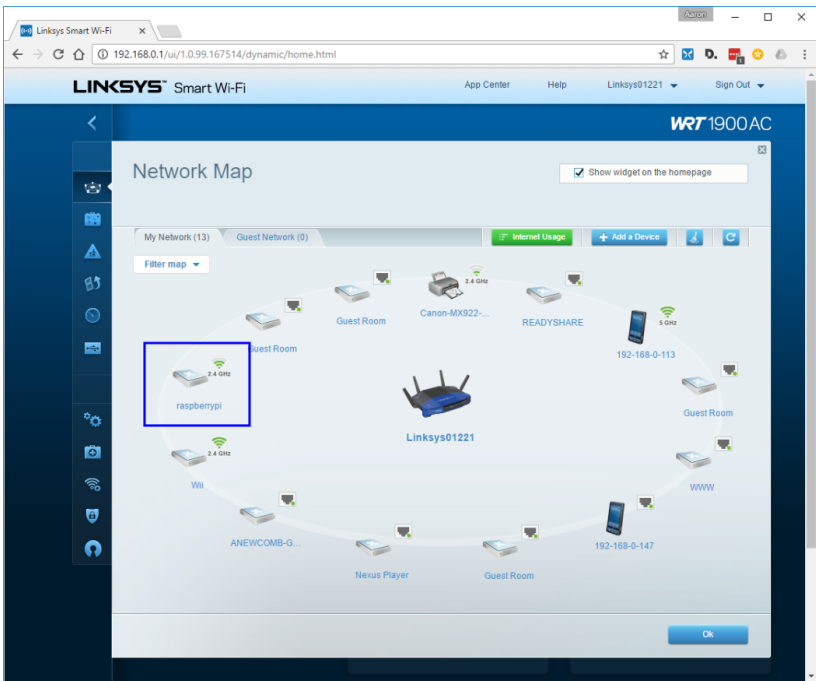 Aaron
Linksys Smart Wi-Fi
192.168.0.1/ui/1.0.99.167514/dynamic/home.html
D.
1
LINKSYS™ Smart Wi-Fi
App Center
Help
Linksys01221
Sign Out
WRT1900AC
Network Map
Show widget on the homepage
My Network (13)
Guest Network (0)
Internet Usage
+ Add a Device
Filter map
2.4 GHz
Canon-MX922-...
Guest Room
READYSHARE
5 GHz
192-168-0-113
Guest Room
2.4 GHz
raspberrypi
Guest Room
Linksys01221
2.4 GHz
Wii
WWW
ANEWCOMB-G...
192-168-0-147
Nexus Player
Guest Room
Ok